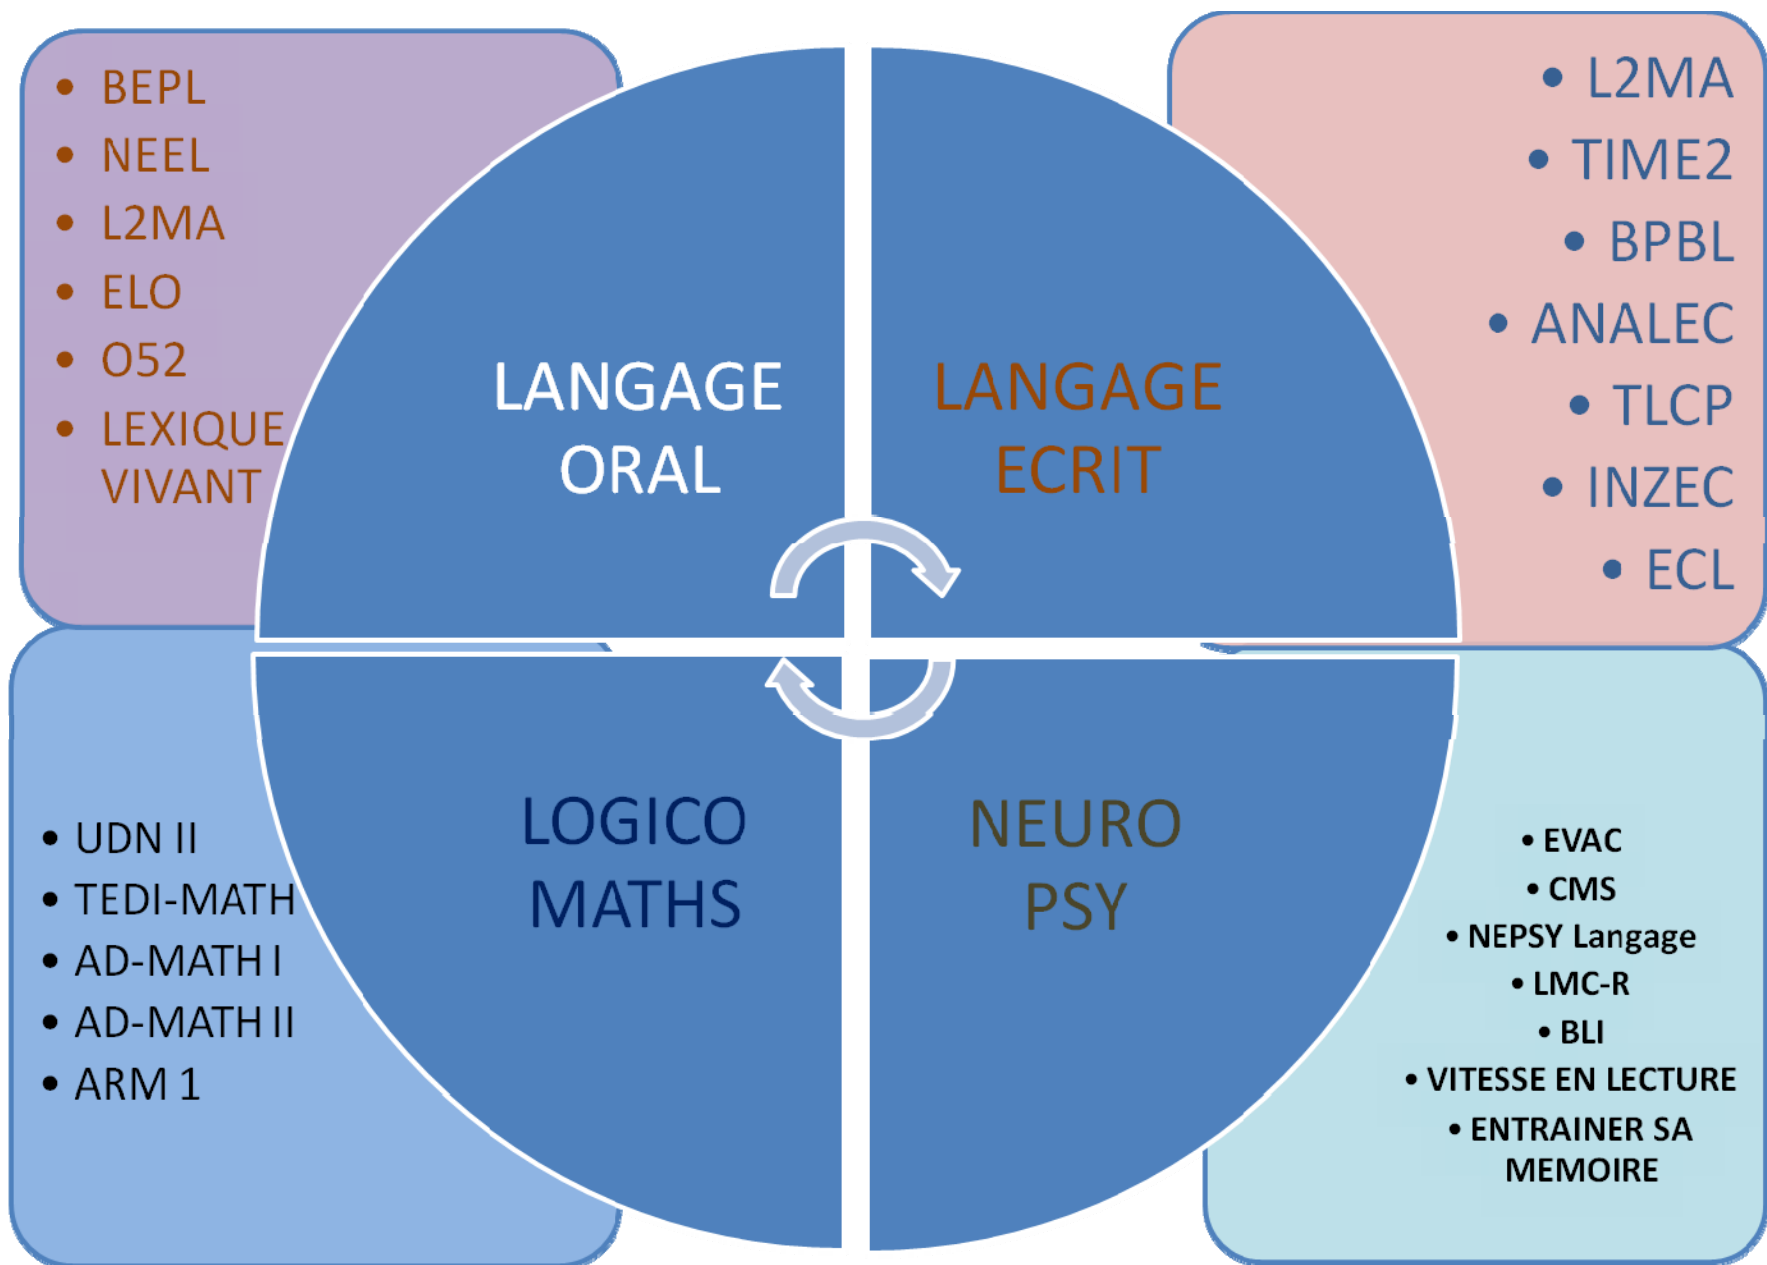 • BEPL
• NEEL
• L2MA
• ELO
• O52
• LEXIQUE
VIVANT
LANGAGE
ORAL
LANGAGE
ECRIT
• L2MA
• TIME2
• BPBL
• ANALEC
• TLCP
• INZEC
• ECL
• UDN II
• TEDI-MATH
• AD-MATH I
• AD-MATH II
• ARM 1
LOGICO
MATHS
NEURO
PSY
• EVAC
• CMS
• NEPSY Langage
• LMC-R
• BLI
• VITESSE EN LECTURE
• ENTRAINER SA
MEMOIRE